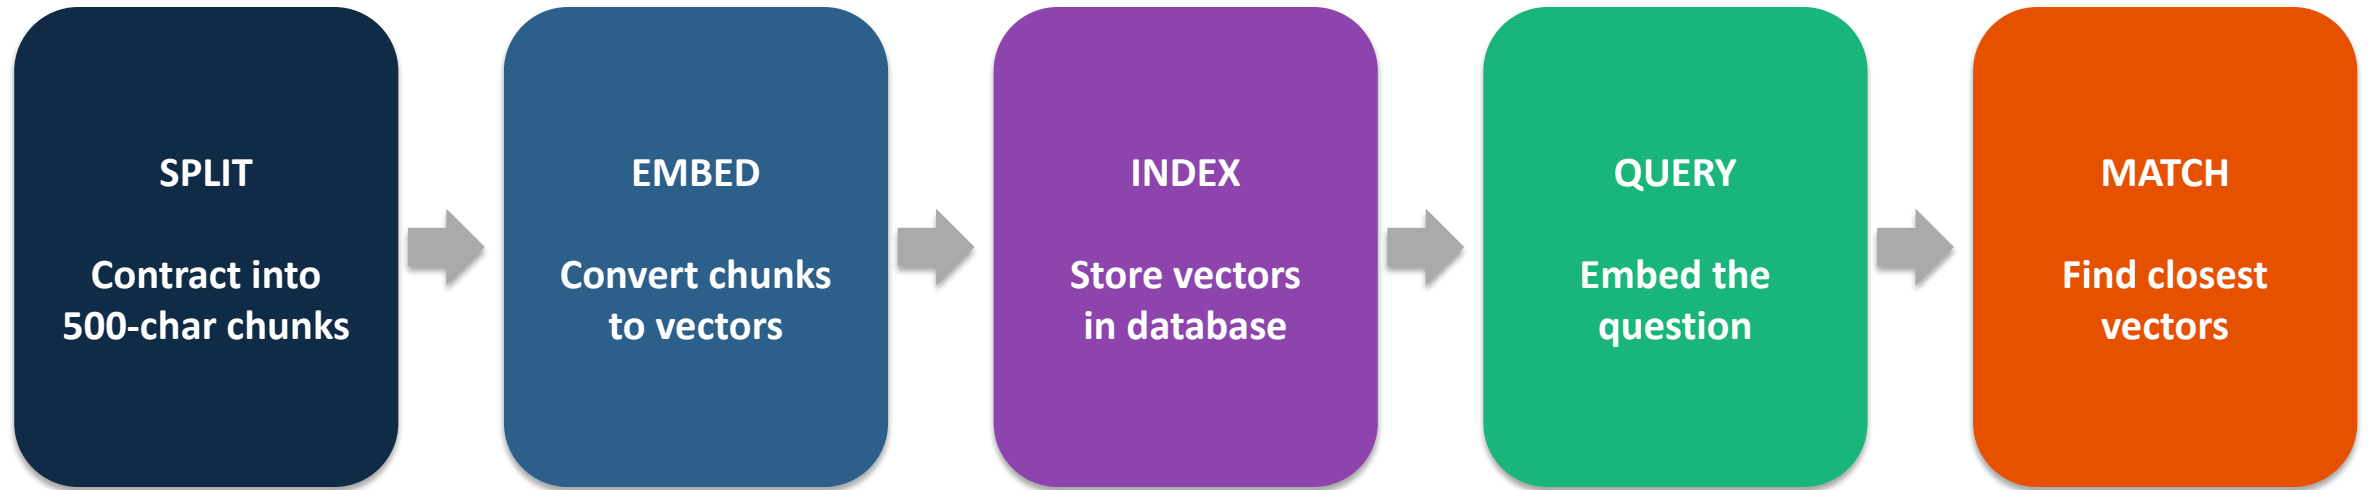 SPLIT
Contract into
500-char chunks
EMBED
Convert chunks
to vectors
INDEX
Store vectors
in database
QUERY
Embed the
question
MATCH
Find closest
vectors